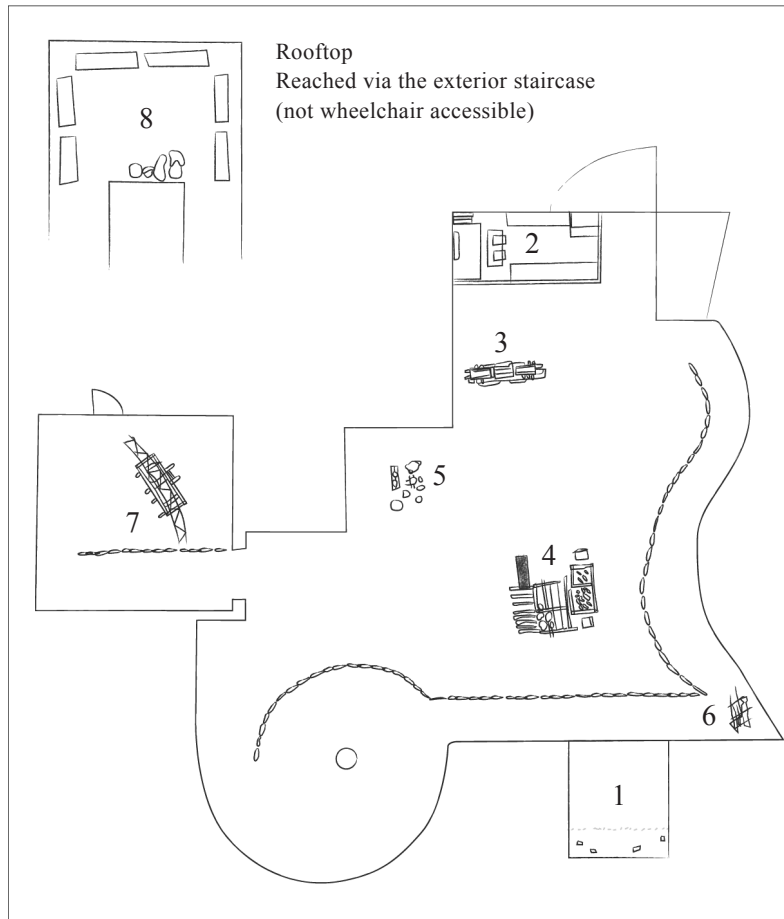 Rooftop
Reached via the exterior staircase
(not wheelchair accessible)
8
2
3
5
7
4
6
1